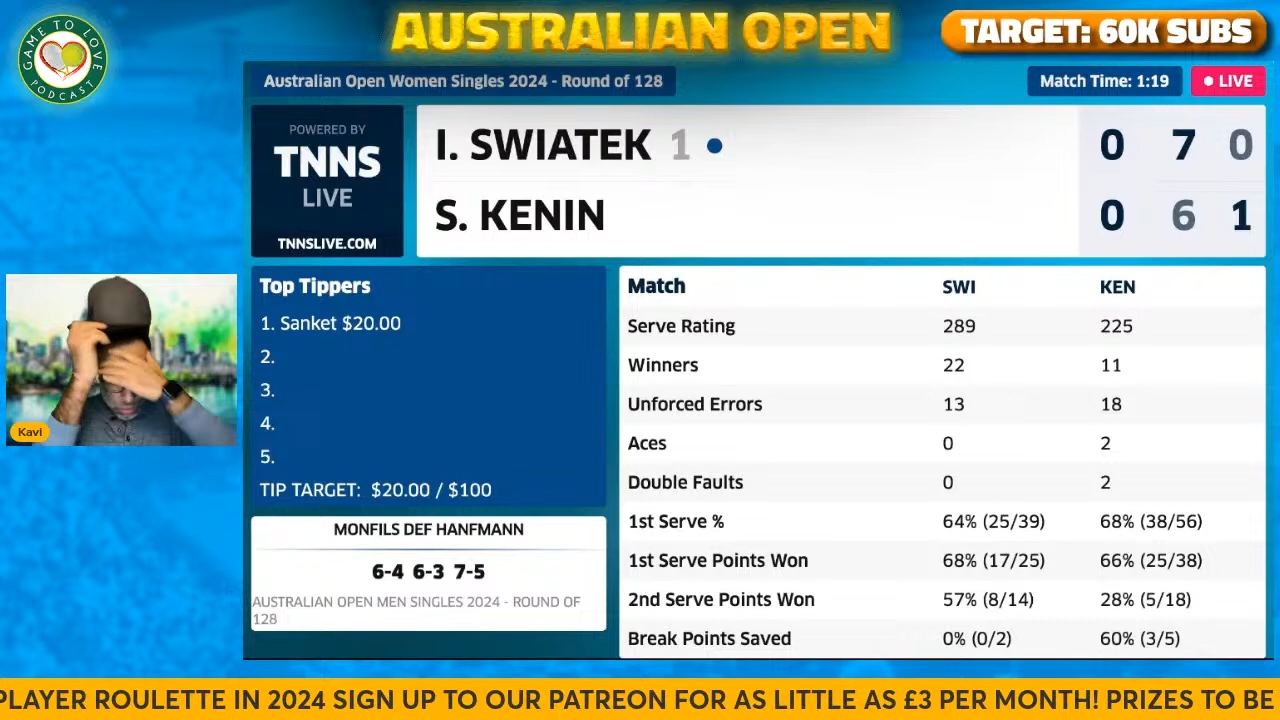 GAME TO LOVE PODCAST
AUSTRALIAN OPEN
TARGET: 60K SUBS
Australian Open Women Singles 2024 - Round of 128
Match Time: 1:19
LIVE
POWERED BY
TNNS
LIVE
TNNSLIVE.COM
I. SWIATEK 1 0 7 0
S. KENIN 0 6 1
Top Tippers
1. Sanket $20.00
2.
3.
4.
5.
TIP TARGET: $20.00 / $100
MONFILS DEF HANFMANN
6-4 6-3 7-5
AUSTRALIAN OPEN MEN SINGLES 2024 - ROUND OF
128
Match SWI KEN
Serve Rating 289 225
Winners 22 11
Unforced Errors 13 18
Aces 0 2
Double Faults 0 2
1st Serve % 64% (25/39) 68% (38/56)
1st Serve Points Won 68% (17/25) 66% (25/38)
2nd Serve Points Won 57% (8/14) 28% (5/18)
Break Points Saved 0% (0/2) 60% (3/5)
Kavi
PLAYER ROULETTE IN 2024 SIGN UP TO OUR PATREON FOR AS LITTLE AS £3 PER MONTH! PRIZES TO BE